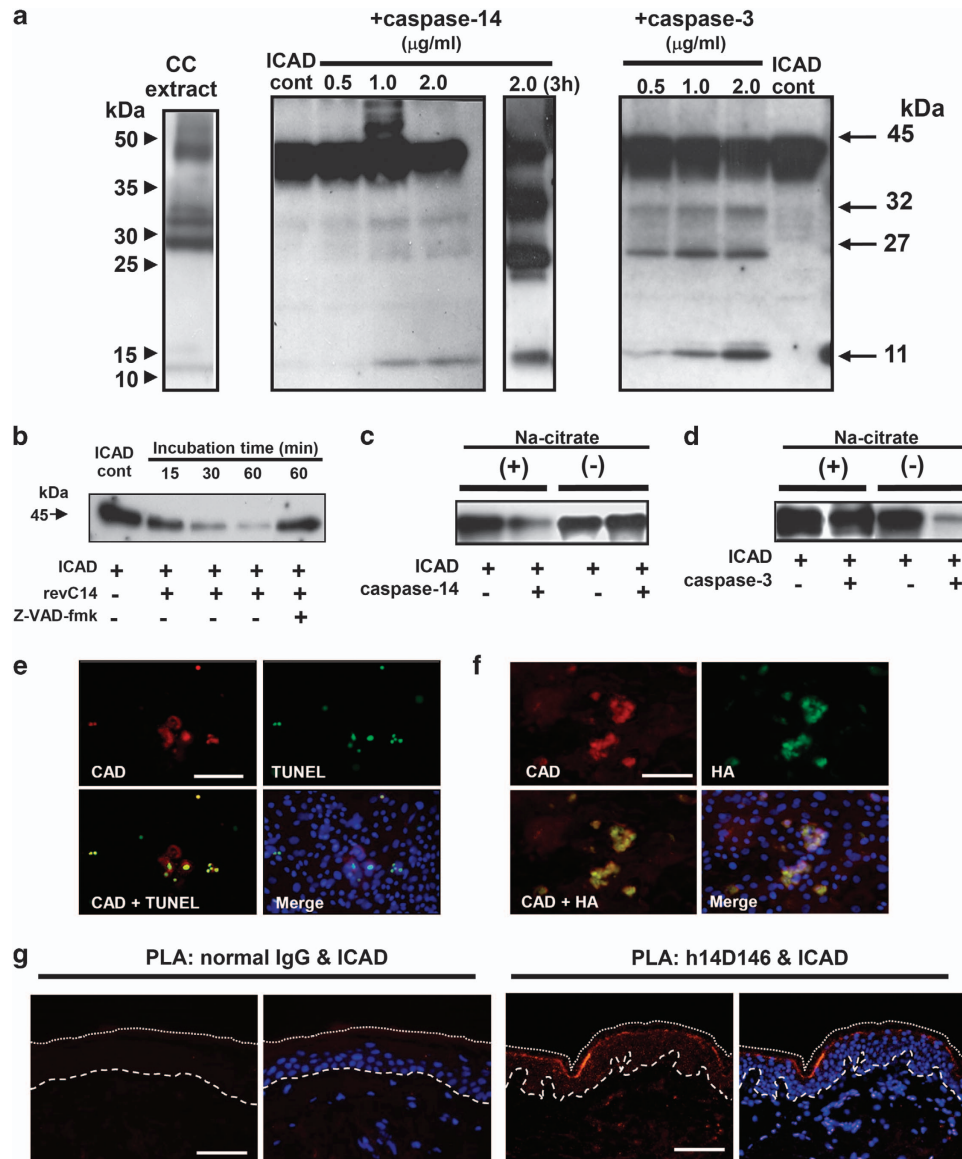 a
+caspase-14
(µg/ml)
+caspase-3
(µg/ml)
CC
extract
ICAD
cont
0.5 1.0 2.0
2.0 (3h)
0.5 1.0 2.0
ICAD
cont
kDa
50
35
30
25
15
10
kDa
45
32
27
11
b
ICAD
cont
Incubation time (min)
15 30 60 60
kDa
45
ICAD + + + + +
revC14 - + + + +
Z-VAD-fmk - - - - +
c
Na-citrate
(+) (-)
ICAD + + + +
caspase-14 - + - +
d
Na-citrate
(+) (-)
ICAD + + + +
caspase-3 - + - +
e
CAD
TUNEL
CAD + TUNEL
Merge
f
CAD
HA
CAD + HA
Merge
g
PLA: normal IgG & ICAD
PLA: h14D146 & ICAD